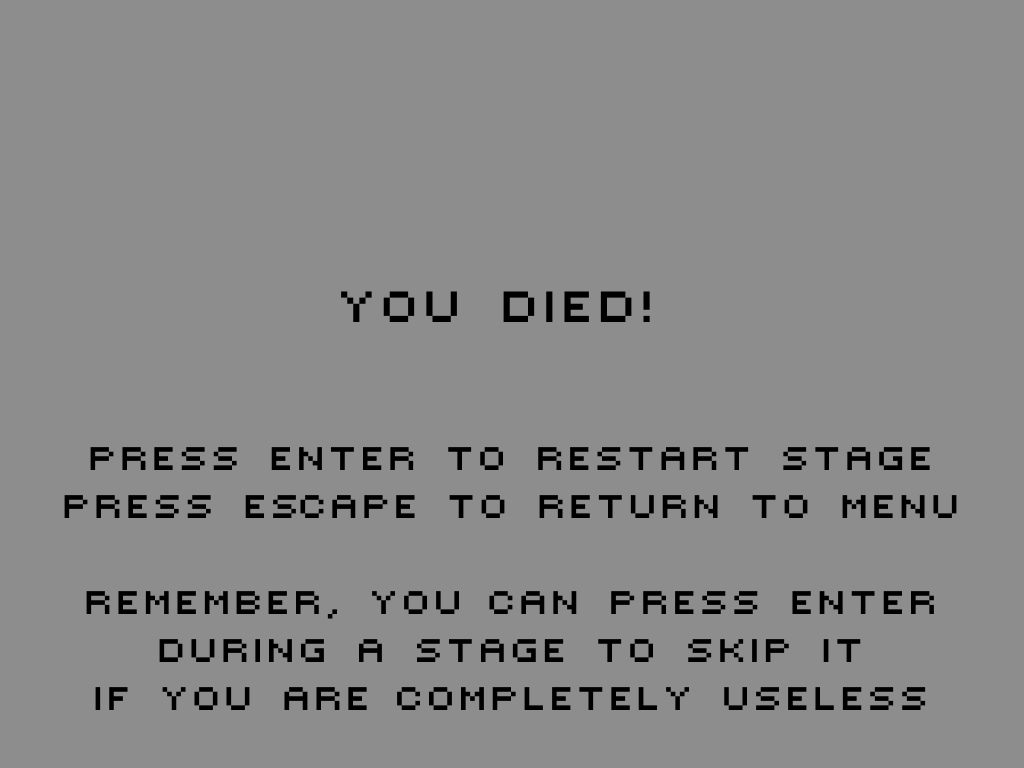 YOU DIED!
PRESS ENTER TO RESTART STAGE
PRESS ESCAPE TO RETURN TO MENU
REMEMBER, YOU CAN PRESS ENTER
DURING A STAGE TO SKIP IT
IF YOU ARE COMPLETELY USELESS